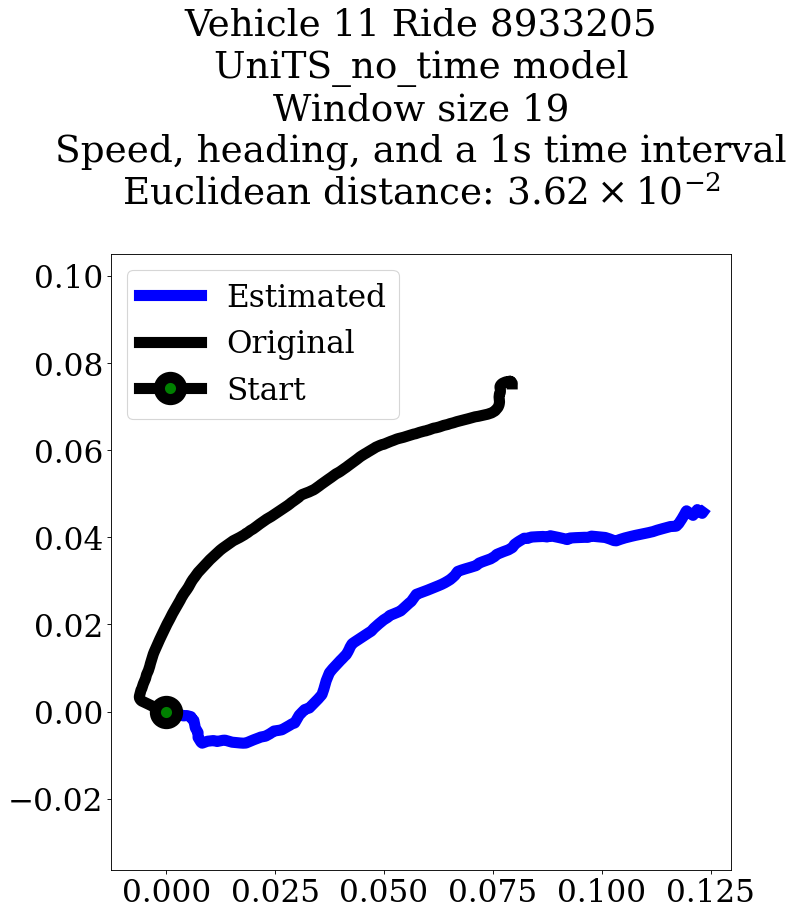 Vehicle 11 Ride 8933205
UniTS_no_time model
Window size 19
Speed, heading, and a 1s time interval
Euclidean distance: 3.62 × 10⁻²
Estimated
Original
Start
0.10
0.08
0.06
0.04
0.02
0.00
−0.02
0.000 0.025 0.050 0.075 0.100 0.125